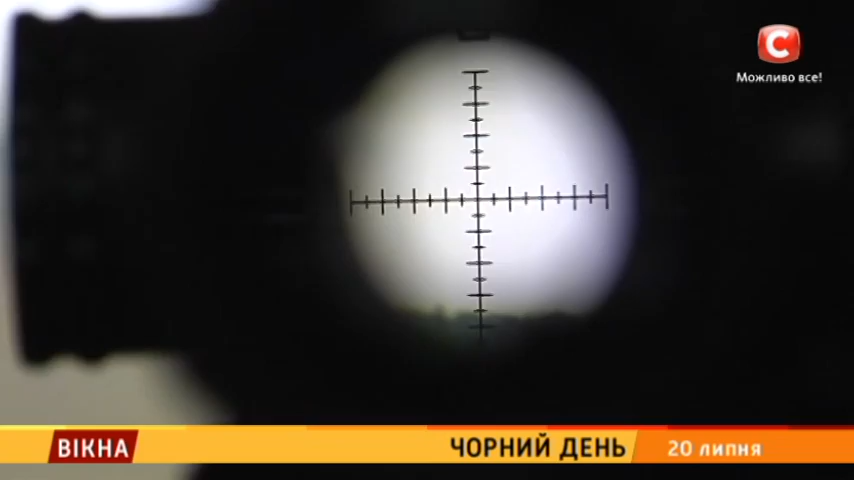 С
Можливо все!
ВІКНА
ЧОРНИЙ ДЕНЬ
20 липня